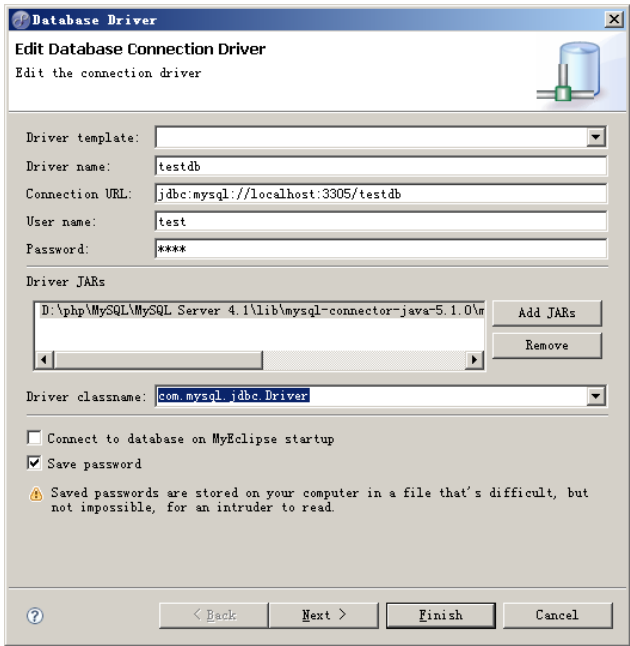 Database Driver
Edit Database Connection Driver
Edit the connection driver
Driver template:
Driver name: testdb
Connection URL: jdbc:mysql://localhost:3305/testdb
User name: test
Password: ****
Driver JARs
D:\php\MySQL\MySQL Server 4.1\lib\mysql-connector-java-5.1.0\m
Add JARs
Remove
Driver classname: com.mysql.jdbc.Driver
Connect to database on MyEclipse startup
Save password
Saved passwords are stored on your computer in a file that's difficult, but
not impossible, for an intruder to read.
? < Back Next > Finish Cancel